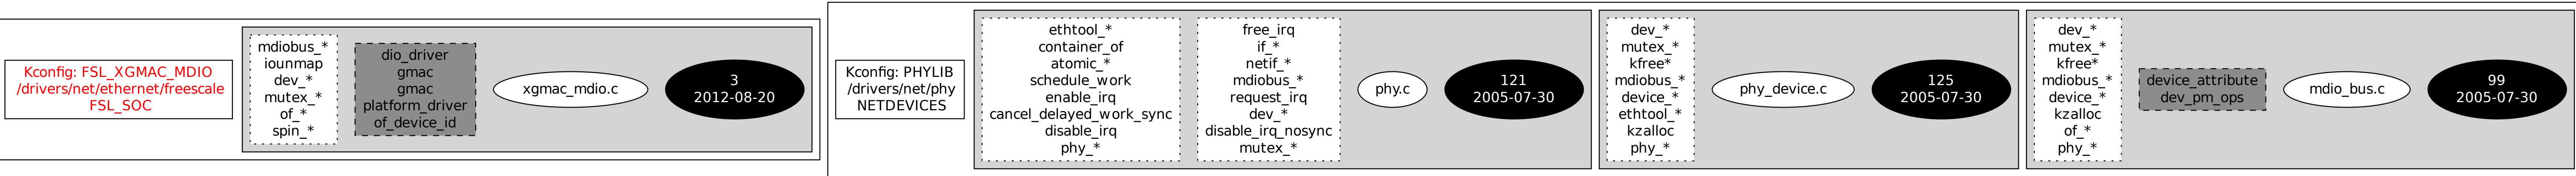 Kconfig: FSL_XGMAC_MDIO
/drivers/net/ethernet/freescale
FSL_SOC
mdiobus_*
iounmap
dev_*
mutex_*
of_*
spin_*
dio_driver
gmac
gmac
platform_driver
of_device_id
xgmac_mdio.c
3
2012-08-20
Kconfig: PHYLIB
/drivers/net/phy
NETDEVICES
ethtool_*
container_of
atomic_*
schedule_work
enable_irq
cancel_delayed_work_sync
disable_irq
phy_*
free_irq
if_*
netif_*
mdiobus_*
request_irq
dev_*
disable_irq_nosync
mutex_*
phy.c
121
2005-07-30
dev_*
mutex_*
kfree*
mdiobus_*
device_*
ethtool_*
kzalloc
phy_*
phy_device.c
125
2005-07-30
dev_*
mutex_*
kfree*
mdiobus_*
device_*
kzalloc
of_*
phy_*
device_attribute
dev_pm_ops
mdio_bus.c
99
2005-07-30